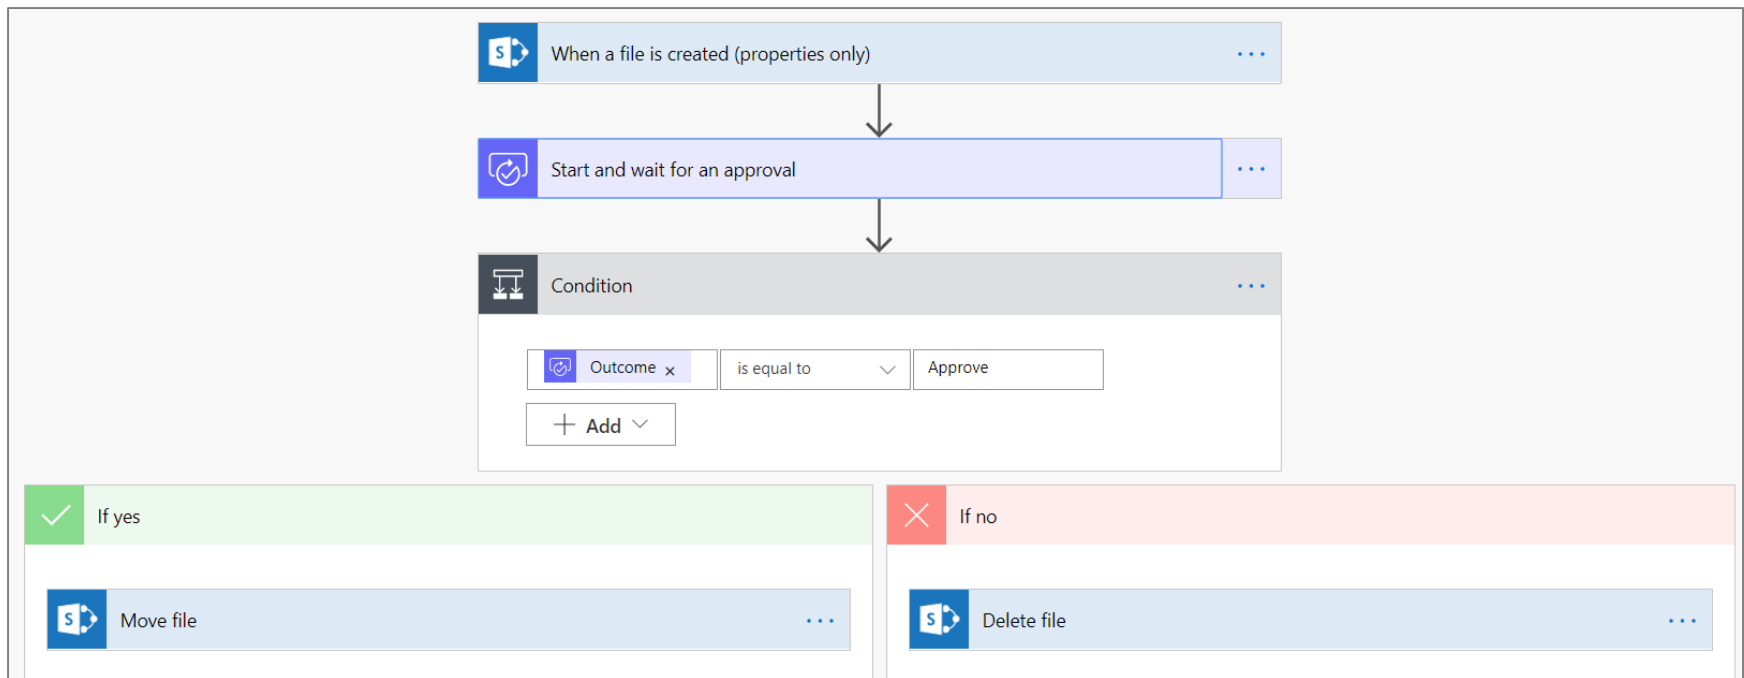 When a file is created (properties only)
Start and wait for an approval
Condition
Outcome × is equal to Approve
+ Add
If yes
If no
Move file
Delete file